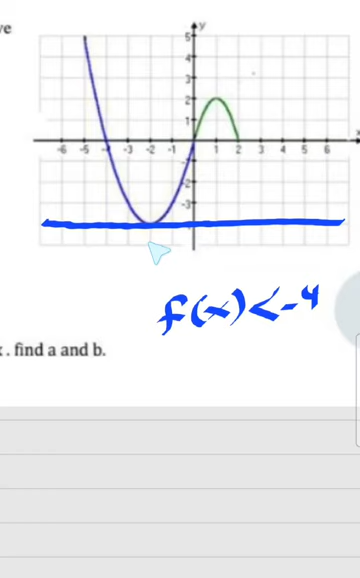 ve
y
5
4
3
2
1
-6 -5 -3 -2 -1 1 2 3 4 5 6 x
-2
-3
f(x)<-4
x. find a and b.